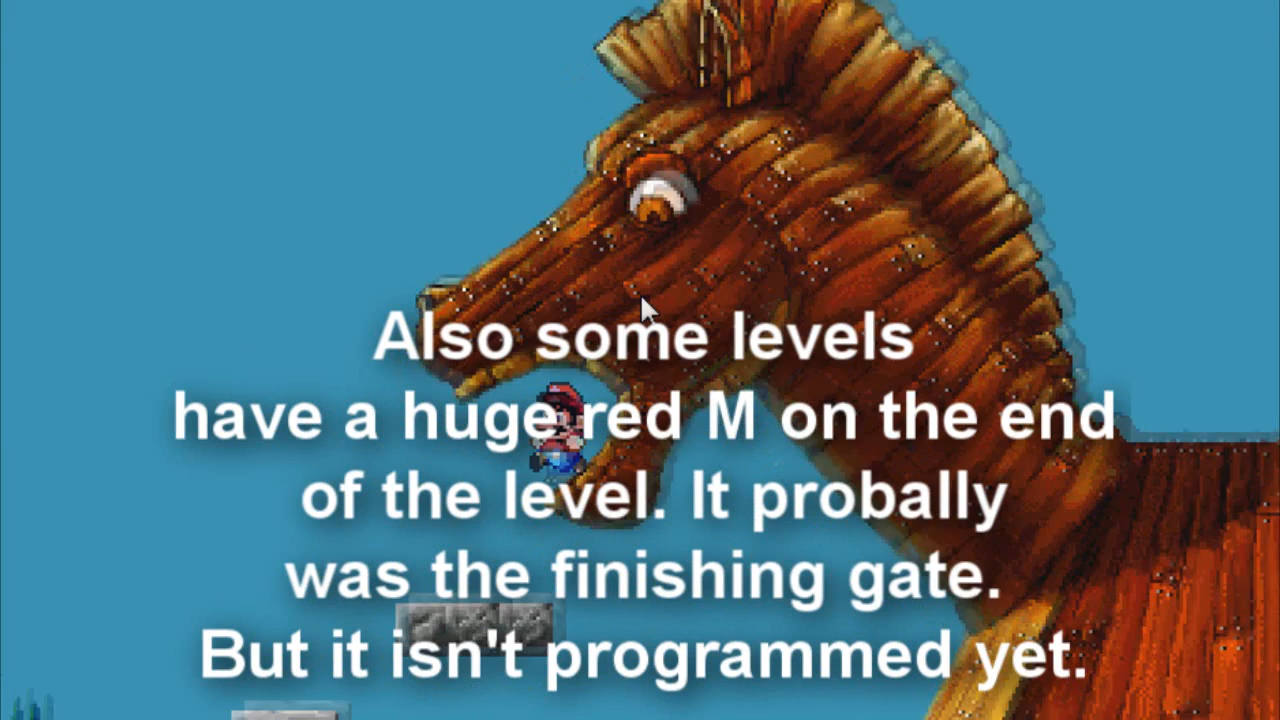 Also some levels
have a huge red M on the end
of the level. It probally
was the finishing gate.
But it isn't programmed yet.